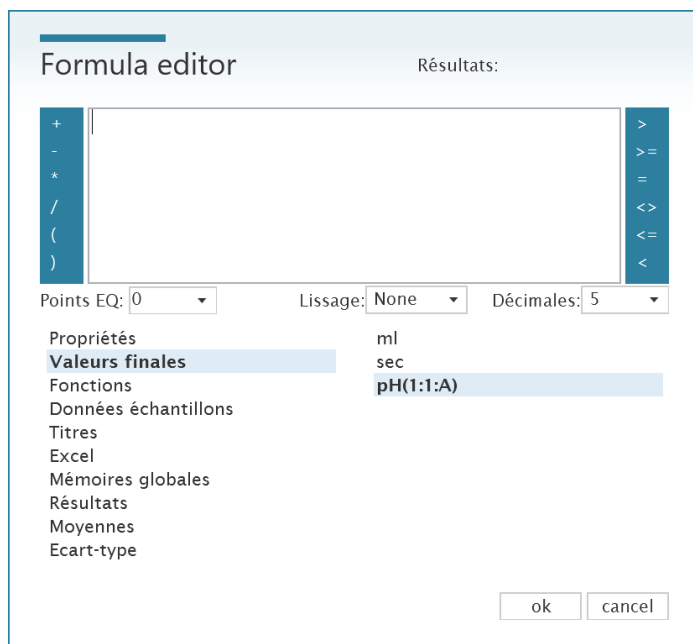 Formula editor
Résultats:
+
-
*
/
(
)
>
>=
=
<>
<=
<
Points EQ: 0
Lissage: None
Décimales: 5
Propriétés
Valeurs finales
Fonctions
Données échantillons
Titres
Excel
Mémoires globales
Résultats
Moyennes
Ecart-type
ml
sec
pH(1:1:A)
ok
cancel